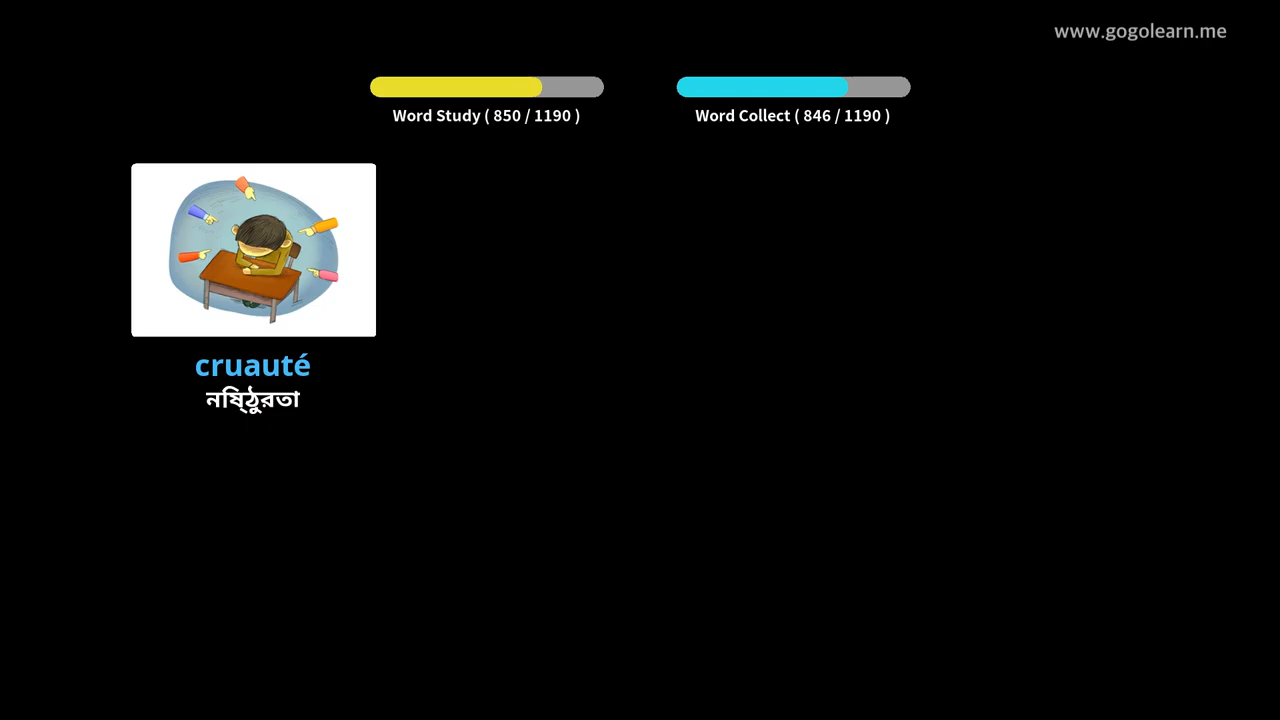 www.gogolearn.me
Word Study ( 850 / 1190 )
Word Collect ( 846 / 1190 )
cruauté
নিষ্ঠুরতা